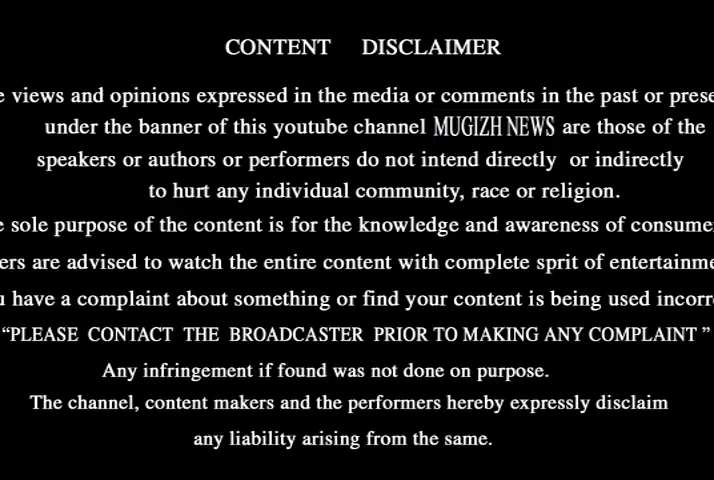 CONTENT DISCLAIMER
e views and opinions expressed in the media or comments in the past or prese
under the banner of this youtube channel MUGIZH NEWS are those of the
speakers or authors or performers do not intend directly or indirectly
to hurt any individual community, race or religion.
e sole purpose of the content is for the knowledge and awareness of consume
ers are advised to watch the entire content with complete sprit of entertainme
u have a complaint about something or find your content is being used incorre
“PLEASE CONTACT THE BROADCASTER PRIOR TO MAKING ANY COMPLAINT ”
Any infringement if found was not done on purpose.
The channel, content makers and the performers hereby expressly disclaim
any liability arising from the same.